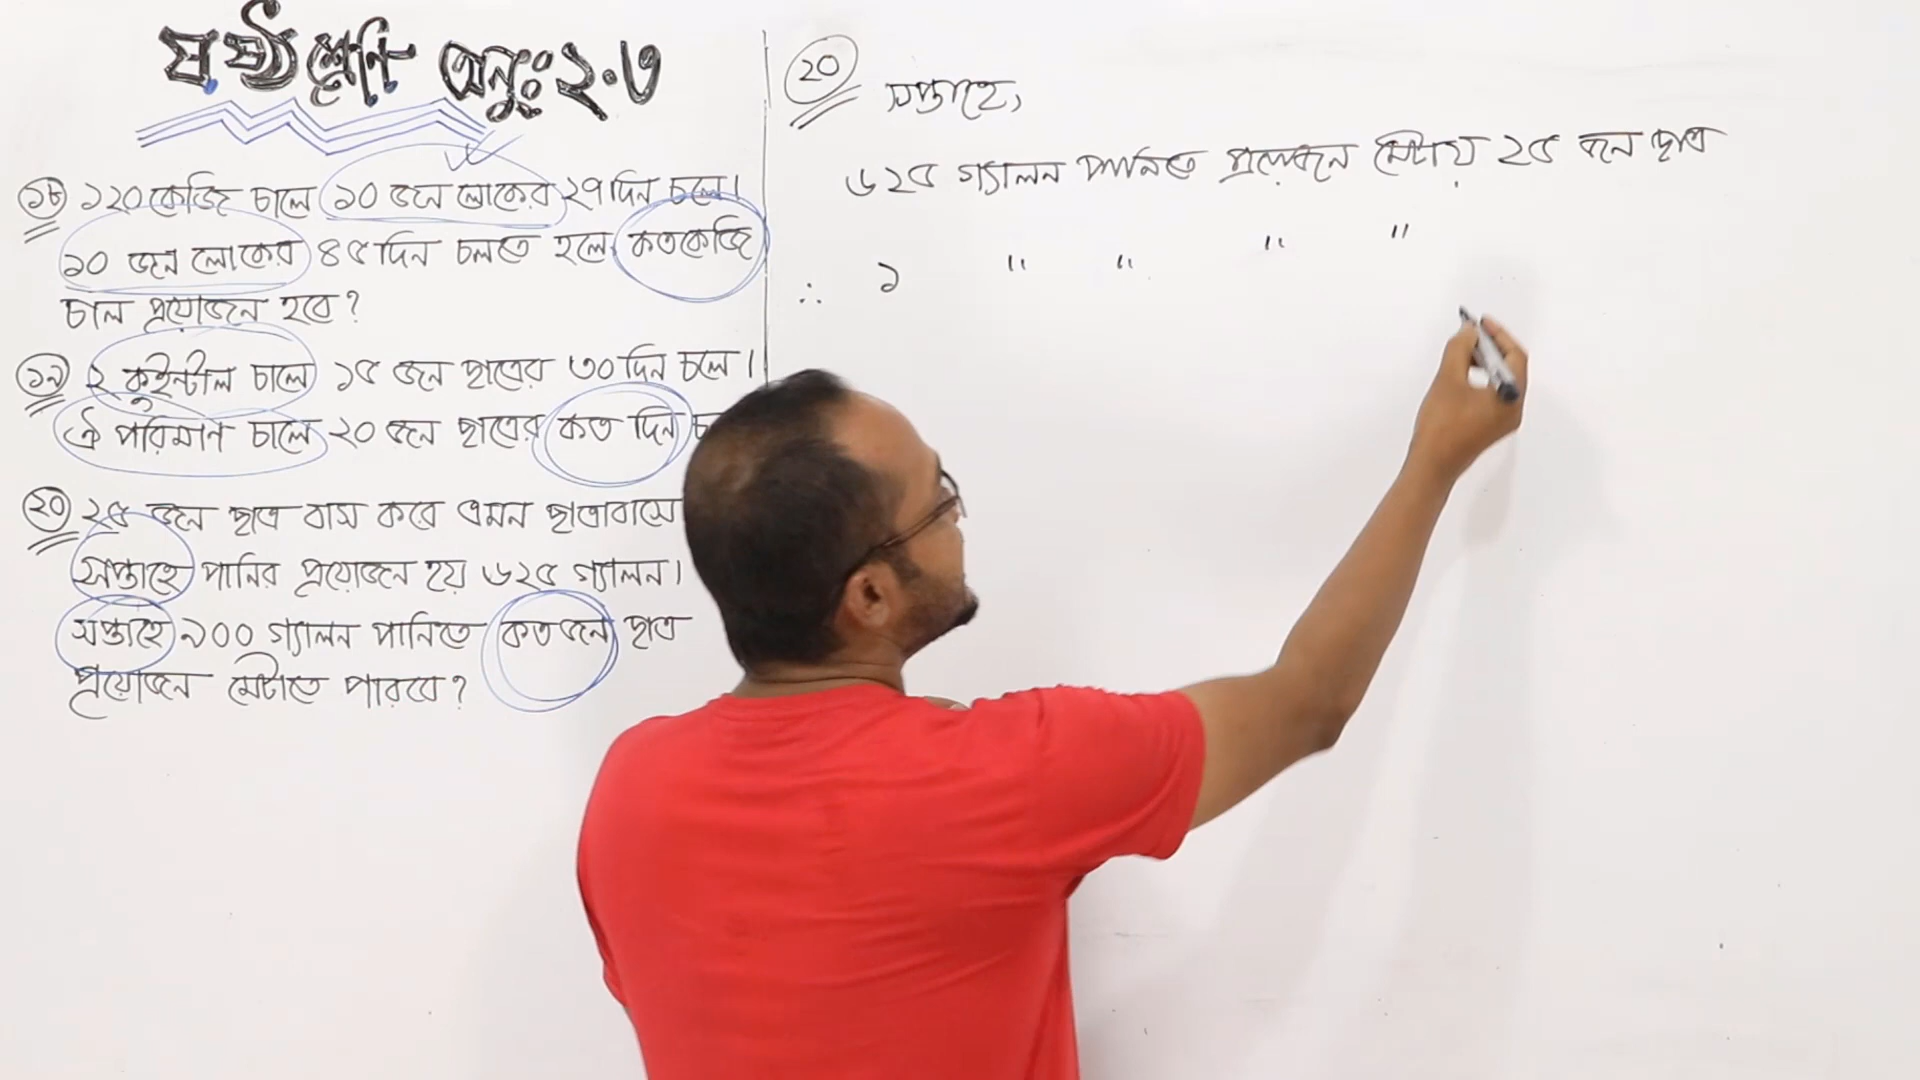 ষষ্ঠ শ্রেণি অনুঃ ২.৩
১৮ ১২০ কেজি চালে ১০ জন লোকের ২৭ দিন চলে।
১০ জন লোকের ৪৫ দিন চলতে হলে কতকেজি
চাল প্রয়োজন হবে?
১৯ ২ কুইন্টাল চালে ১৫ জন ছাত্রের ৩০ দিন চলে।
ঐ পরিমাণ চালে ২০ জন ছাত্রের কত দিন
২০ ২৫ জন ছাত্র বাস করে এমন ছাত্রাবাসে
সপ্তাহে পানির প্রয়োজন হয় ৬২৫ গ্যালন।
সপ্তাহে ৯০০ গ্যালন পানিতে কতজন ছাত্র
প্রয়োজন মেটাতে পারবে?
২০ সপ্তাহে,
৬২৫ গ্যালন পানিতে প্রয়োজন মেটায় ২৫ জন ছাত্র
∴ ১ " " " "